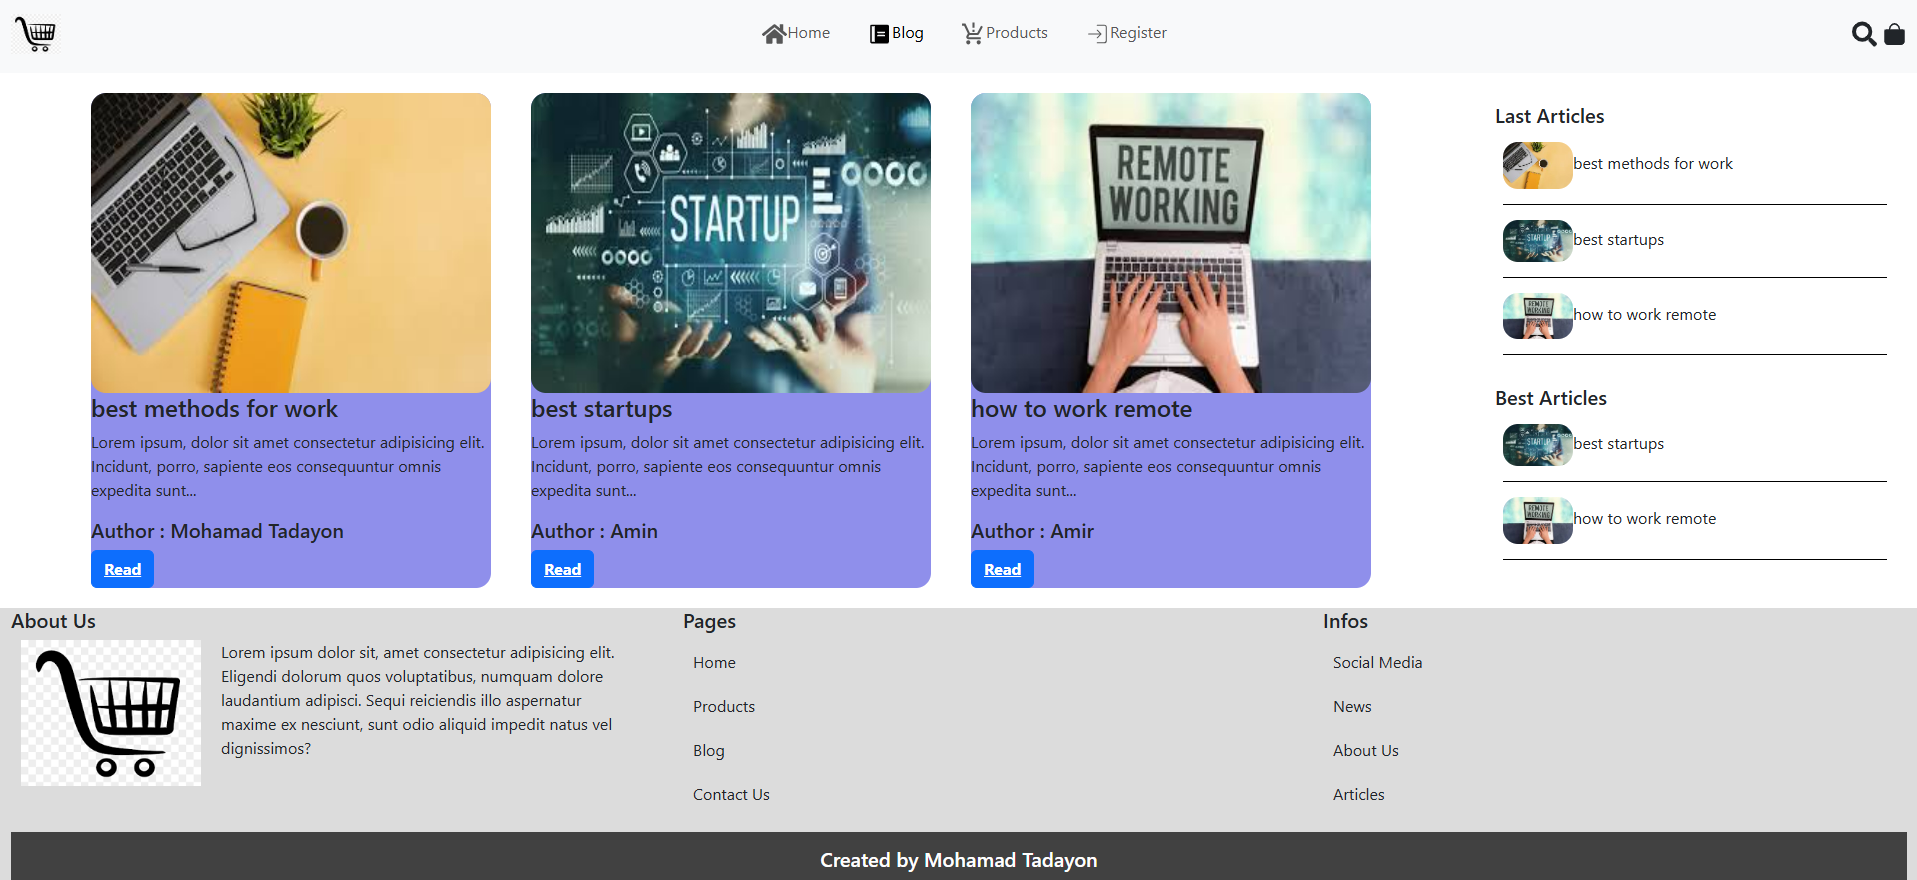 Home
Blog
Products
Register
STARTUP
REMOTE
WORKING
best methods for work
Lorem ipsum, dolor sit amet consectetur adipisicing elit.
Incidunt, porro, sapiente eos consequuntur omnis
expedita sunt...
Author : Mohamad Tadayon
Read
best startups
Lorem ipsum, dolor sit amet consectetur adipisicing elit.
Incidunt, porro, sapiente eos consequuntur omnis
expedita sunt...
Author : Amin
Read
how to work remote
Lorem ipsum, dolor sit amet consectetur adipisicing elit.
Incidunt, porro, sapiente eos consequuntur omnis
expedita sunt...
Author : Amir
Read
Last Articles
best methods for work
STARTUP
best startups
REMOTE
WORKING
how to work remote
Best Articles
STARTUP
best startups
REMOTE
WORKING
how to work remote
About Us
Lorem ipsum dolor sit, amet consectetur adipisicing elit.
Eligendi dolorum quos voluptatibus, numquam dolore
laudantium adipisci. Sequi reiciendis illo aspernatur
maxime ex nesciunt, sunt odio aliquid impedit natus vel
dignissimos?
Pages
Home
Products
Blog
Contact Us
Infos
Social Media
News
About Us
Articles
Created by Mohamad Tadayon